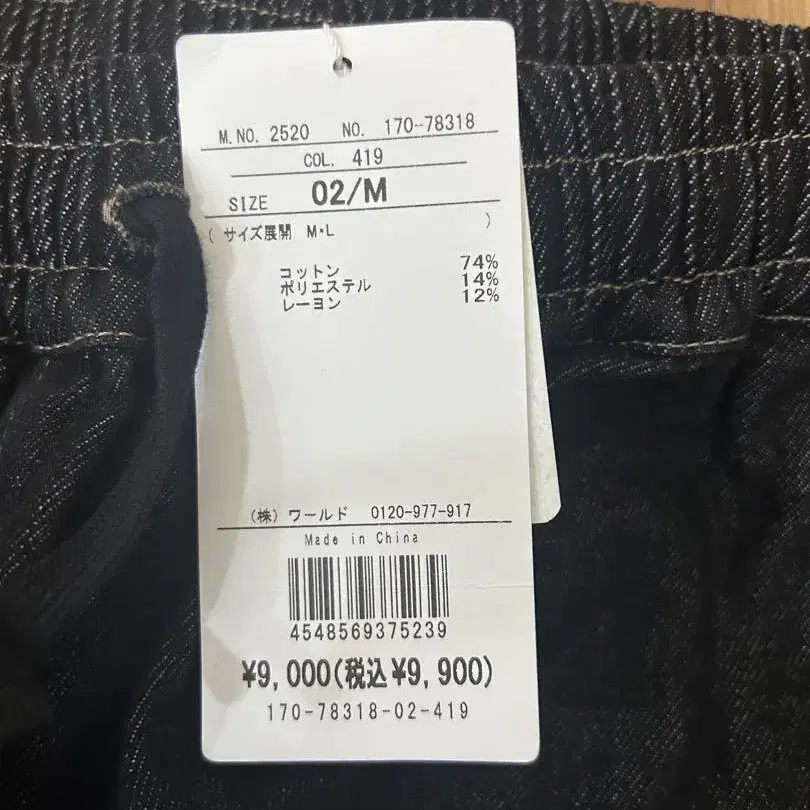 M.NO. 2520 NO. 170--78318
COL. 419
SIZE 02/M
( サイズ展開 M・L )
コットン 74%
ポリエステル 14%
レーヨン 12%
(株) ワールド 0120-977-917
Made in China
4548569375239
¥9,000(税込¥9,900)
170-78318-02-419